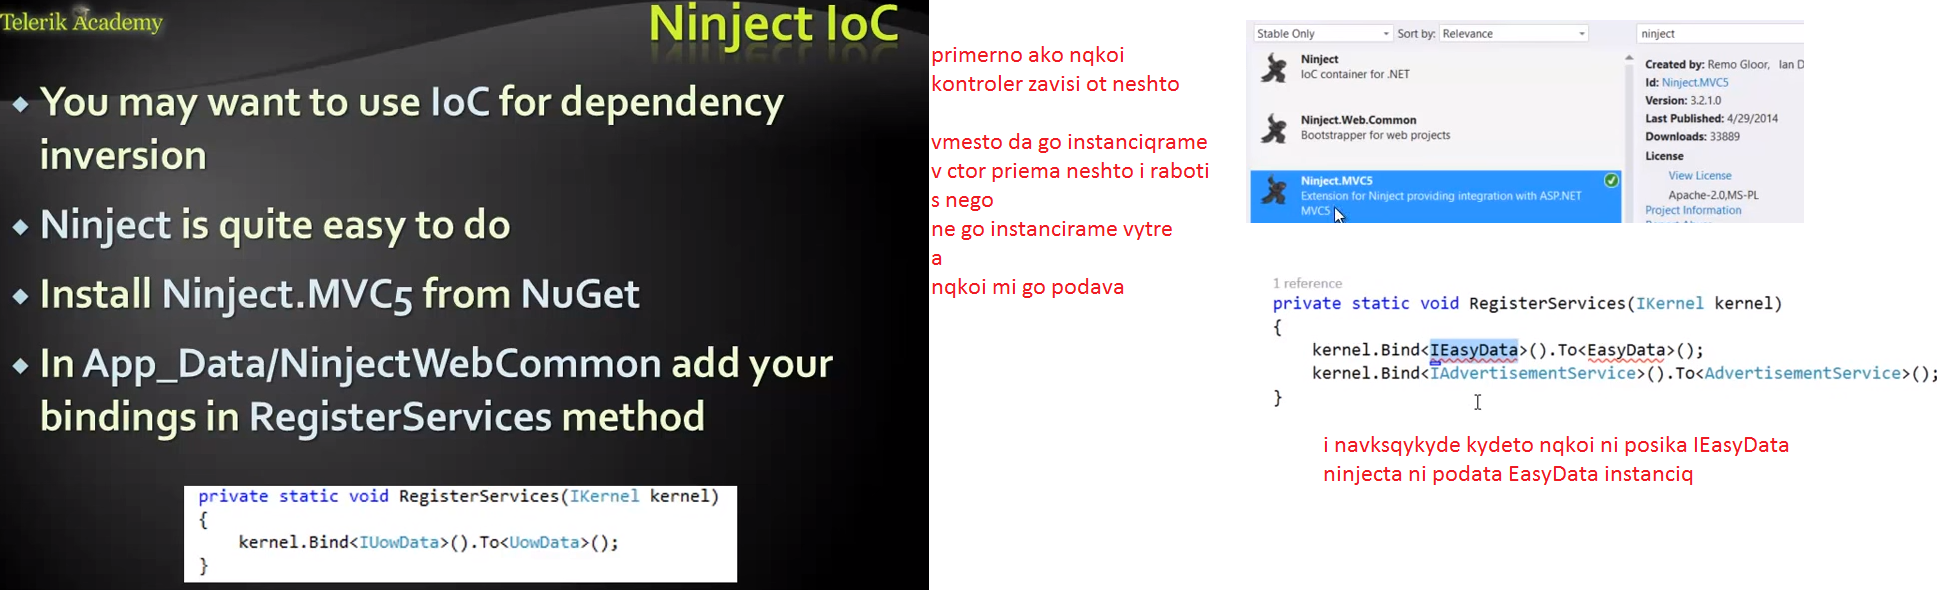 Telerik Academy
Ninject IoC
You may want to use IoC for dependency
inversion
Ninject is quite easy to do
Install Ninject.MVC5 from NuGet
In App_Data/NinjectWebCommon add your
bindings in RegisterServices method
private static void RegisterServices(IKernel kernel)
{
kernel.Bind<IUowData>().To<UowData>();
}
primerno ako nqkoi
kontroler zavisi ot neshto
vmesto da go instanciqrame
v ctor priema neshto i raboti
s nego
ne go instancirame vytre
a
nqkoi mi go podava
Stable Only Sort by: Relevance
Ninject
IoC container for .NET
Ninject.Web.Common
Bootstrapper for web projects
Ninject.MVC5
Extension for Ninject providing integration with ASP.NET
MVC5
ninject
Created by: Remo Gloor, Ian D
Id: Ninject.MVC5
Version: 3.2.1.0
Last Published: 4/29/2014
Downloads: 33889
License
View License
Apache-2.0,MS-PL
Project Information
1 reference
private static void RegisterServices(IKernel kernel)
{
kernel.Bind<IEasyData>().To<EasyData>();
kernel.Bind<IAdvertisementService>().To<AdvertisementService>();
}
i navksqykyde kydeto nqkoi ni posika IEasyData
ninjecta ni podata EasyData instanciq